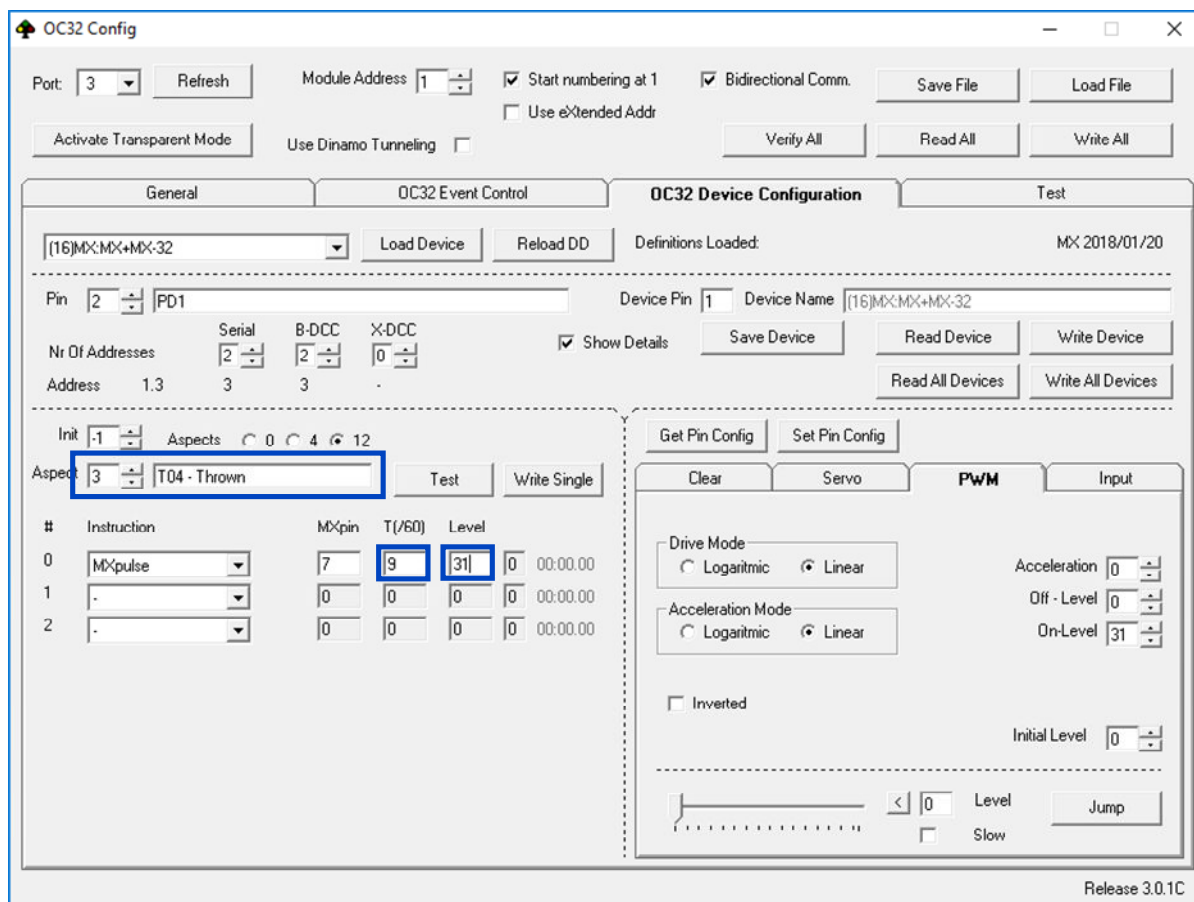 OC32 Config
Port: 3 Refresh Module Address 1 Start numbering at 1 Bidirectional Comm. Save File Load File
Use eXtended Addr
Activate Transparent Mode Use Dinamo Tunneling Verify All Read All Write All
General OC32 Event Control OC32 Device Configuration Test
(16)MX:MX+MX-32 Load Device Reload DD Definitions Loaded: MX 2018/01/20
Pin 2 PD1 Device Pin 1 Device Name (16)MX:MX+MX-32
Serial B-DCC X-DCC
Nr Of Addresses 2 2 0 Show Details Save Device Read Device Write Device
Address 1.3 3 3 - Read All Devices Write All Devices
Init -1 Aspects 0 4 12 Get Pin Config Set Pin Config
Aspect 3 T04 - Thrown Test Write Single
Clear Servo PWM Input
# Instruction MXpin T(/60) Level
0 MXpulse 7 9 31 0 00:00.00
1 - 0 0 0 0 00:00.00
2 - 0 0 0 0 00:00.00
Drive Mode
Logaritmic Linear
Acceleration 0
Acceleration Mode
Off - Level 0
Logaritmic Linear
On-Level 31
Inverted
Initial Level 0
< 0 Level Jump
Slow
Release 3.0.1C